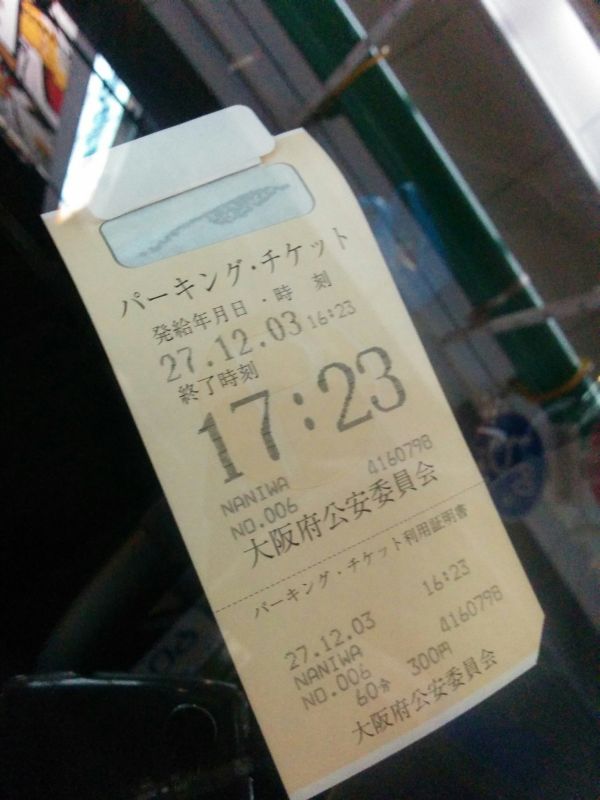 パーキング・チケット
発給年月日・時 刻
27.12.03 16:23
終了時刻
17:23
NANIWA
NO.006 4160798
大阪府公安委員会
パーキング・チケット利用証明書
27.12.03 16:23
NANIWA
NO.006 4160798
60分 300円
大阪府公安委員会